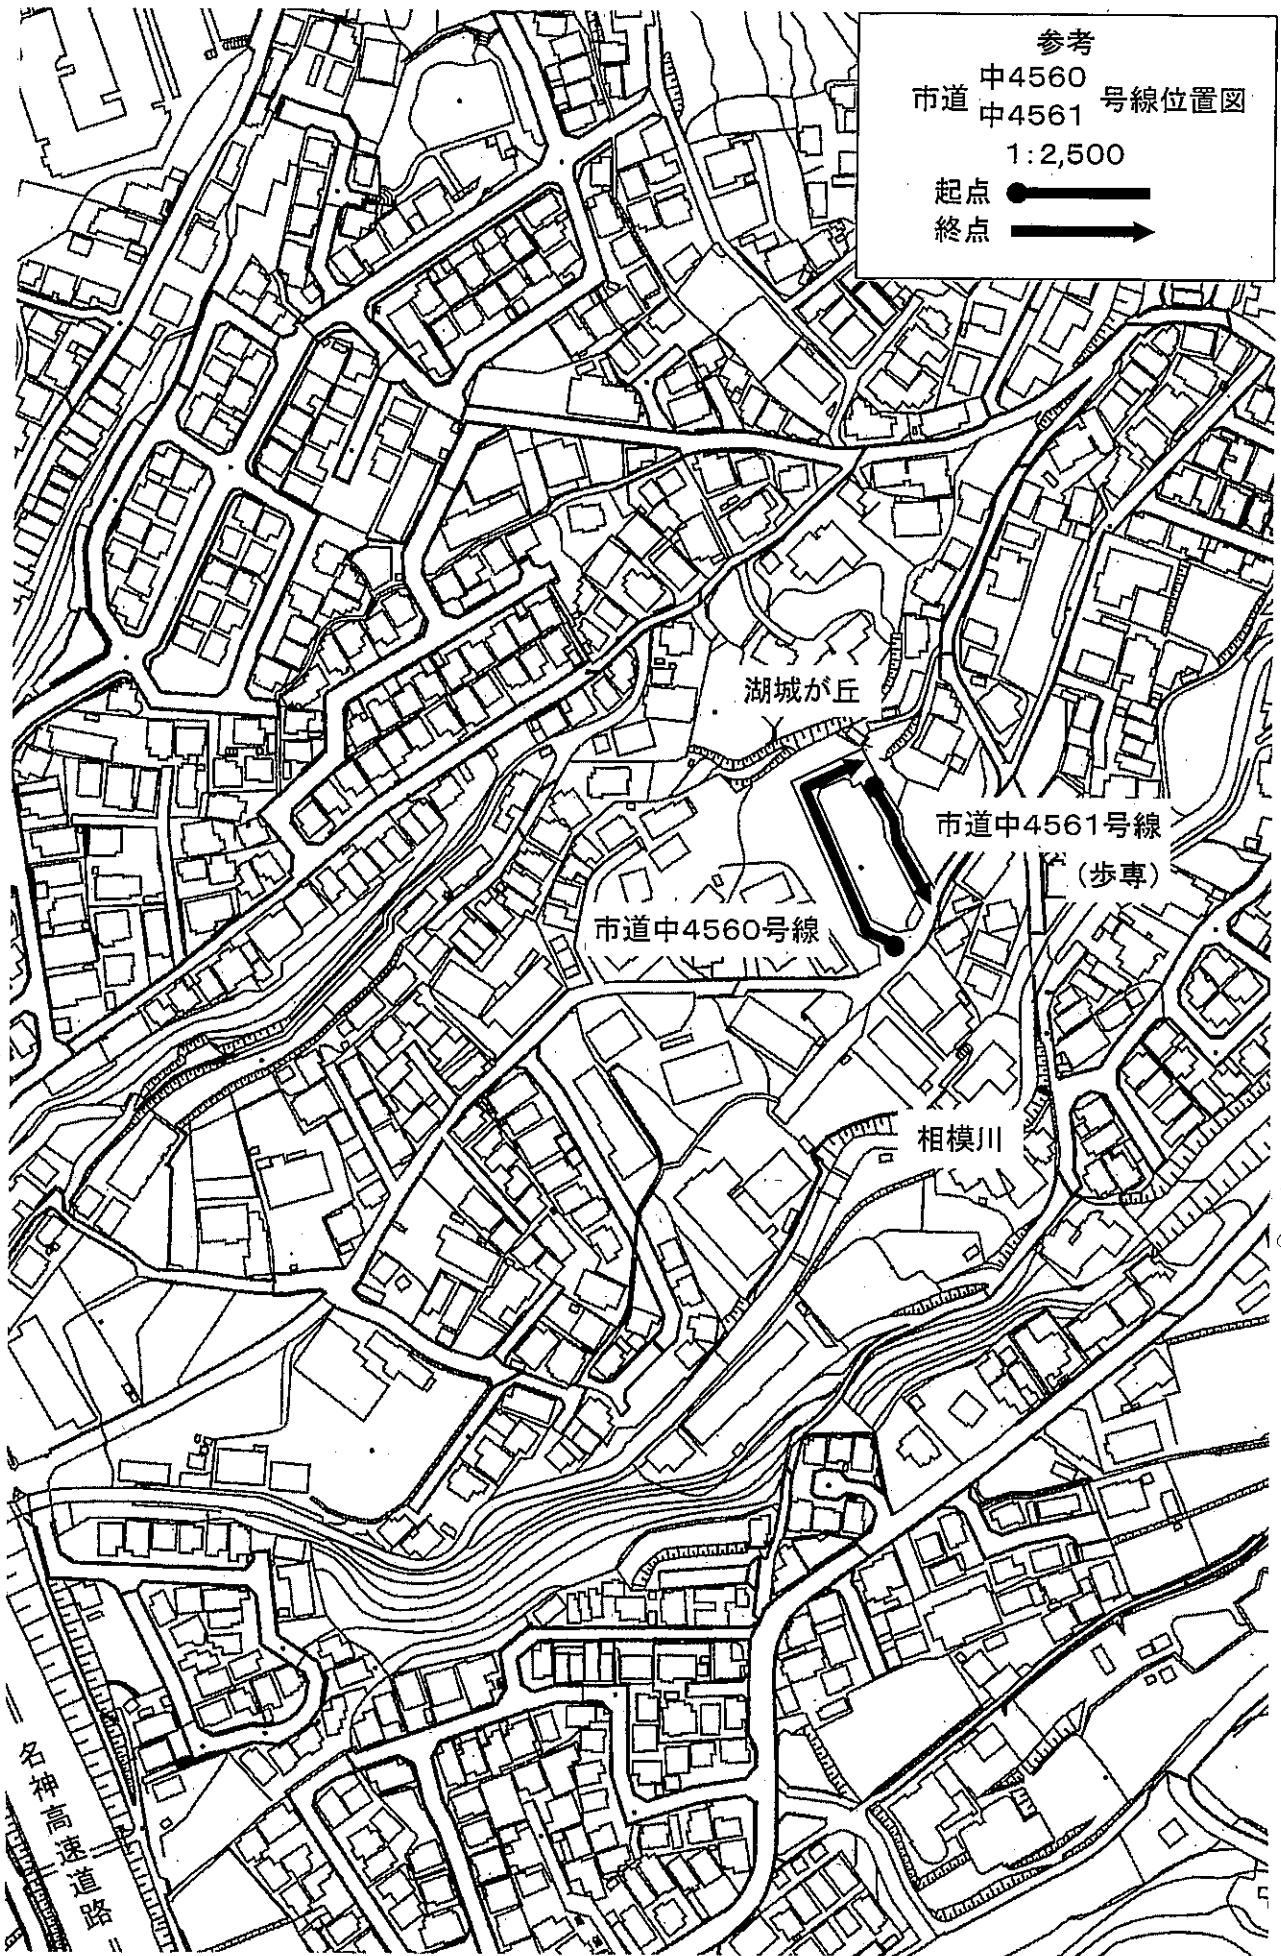 参考
市道 中4560 号線位置図
中4561
1:2,500
起点
終点
湖城が丘
市道中4561号線
(歩専)
市道中4560号線
相模川
名神高速道路